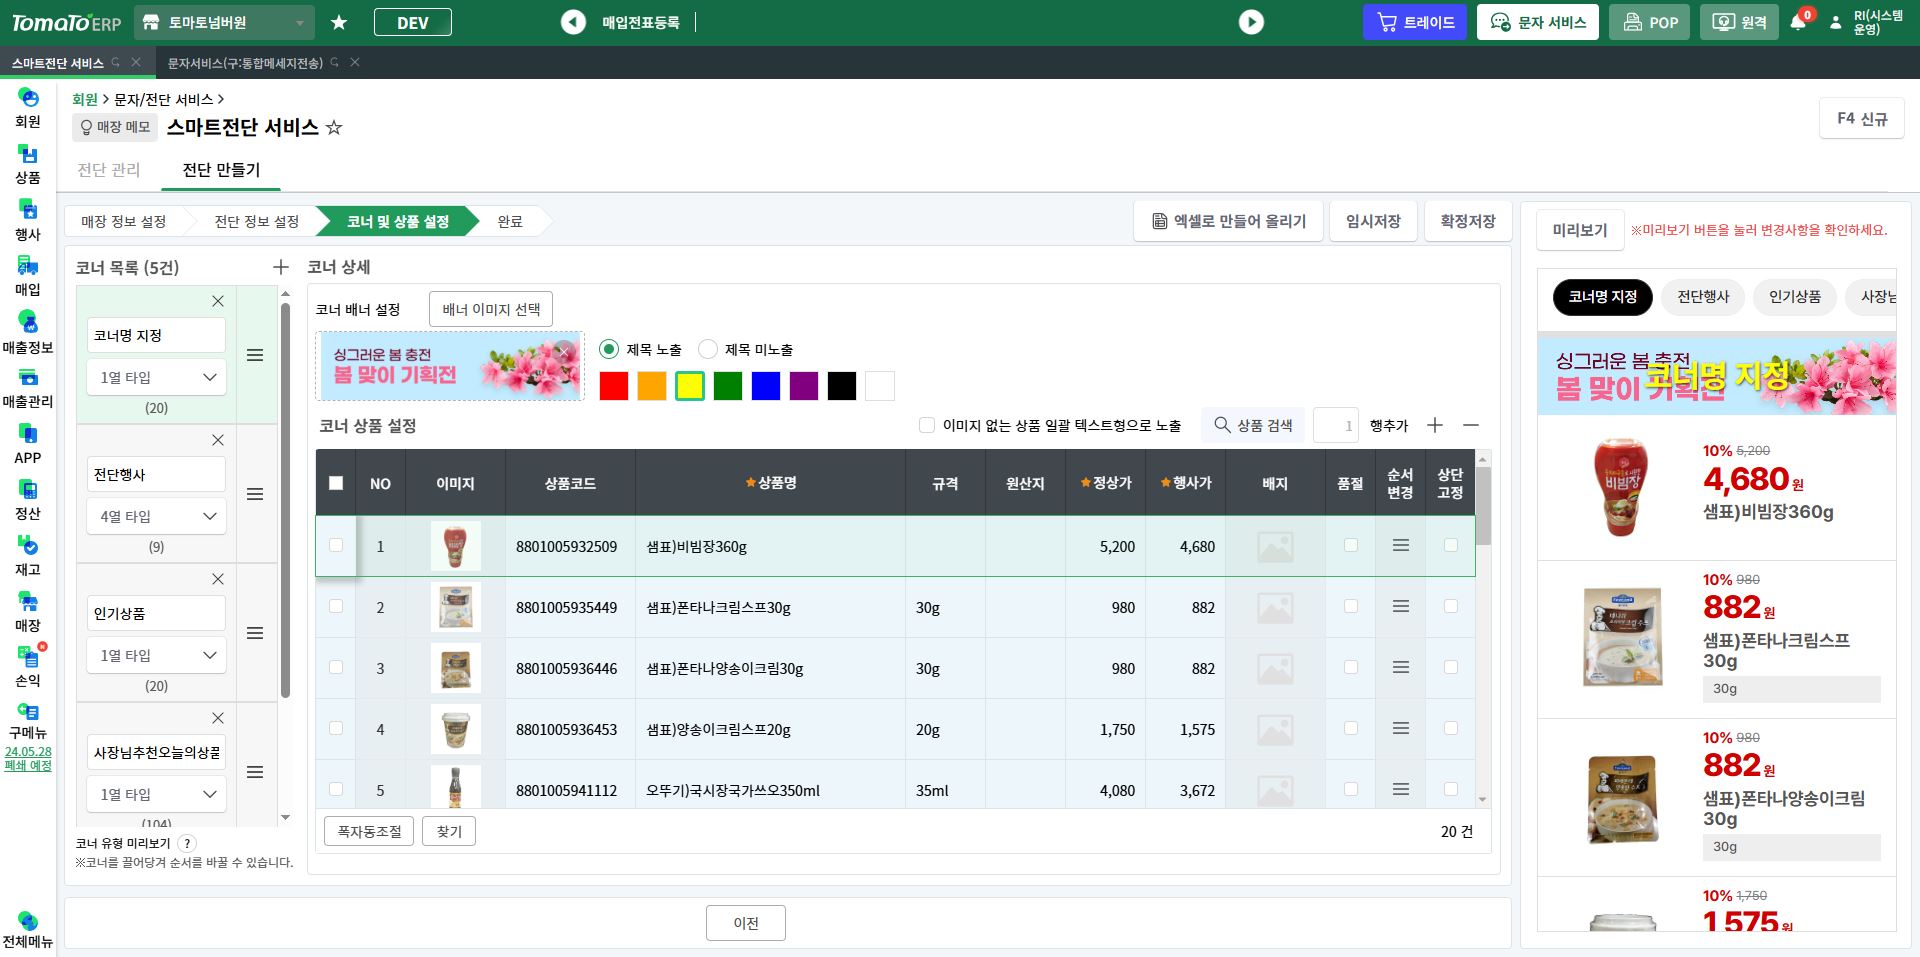 TomaToERP
토마토넘버원
DEV
매입전표등록
트레이드
문자 서비스
POP
원격
0
RI(시스템
운영)
스마트전단 서비스
문자서비스(구:통합메세지전송)
회원
상품
행사
매입
매출정보
매출관리
APP
정산
재고
매장
N
손익
구메뉴
24.05.28
폐쇄 예정
전체메뉴
회원 > 문자/전단 서비스 >
매장 메모
스마트전단 서비스
F4 신규
전단 관리
전단 만들기
매장 정보 설정
전단 정보 설정
코너 및 상품 설정
완료
엑셀로 만들어 올리기
임시저장
확정저장
코너 목록 (5건)
코너명 지정
1열 타입
(20)
전단행사
4열 타입
(9)
인기상품
1열 타입
(20)
사장님추천오늘의상품
1열 타입
(104)
코너 유형 미리보기 ?
※코너를 끌어당겨 순서를 바꿀 수 있습니다.
코너 상세
코너 배너 설정
배너 이미지 선택
싱그러운 봄 충전
봄 맞이 기획전
제목 노출
제목 미노출
코너 상품 설정
이미지 없는 상품 일괄 텍스트형으로 노출
상품 검색
1
행추가
NO 이미지 상품코드 ★상품명 규격 원산지 ★정상가 ★행사가 배지 품절 순서 변경 상단 고정
1 8801005932509 샘표)비빔장360g 5,200 4,680
2 8801005935449 샘표)폰타나크림스프30g 30g 980 882
3 8801005936446 샘표)폰타나양송이크림30g 30g 980 882
4 8801005936453 샘표)양송이크림스프20g 20g 1,750 1,575
5 8801005941112 오뚜기)국시장국가쓰오350ml 35ml 4,080 3,672
폭자동조절
찾기
20 건
이전
미리보기
※미리보기 버튼을 눌러 변경사항을 확인하세요.
코너명 지정
전단행사
인기상품
사장님
싱그러운 봄 충전
봄 맞이 기획전
코너명 지정
비빔장
10% 5,200
4,680원
샘표)비빔장360g
10% 980
882원
샘표)폰타나크림스프
30g
30g
10% 980
882원
샘표)폰타나양송이크림
30g
30g
10% 1,750
1,575원